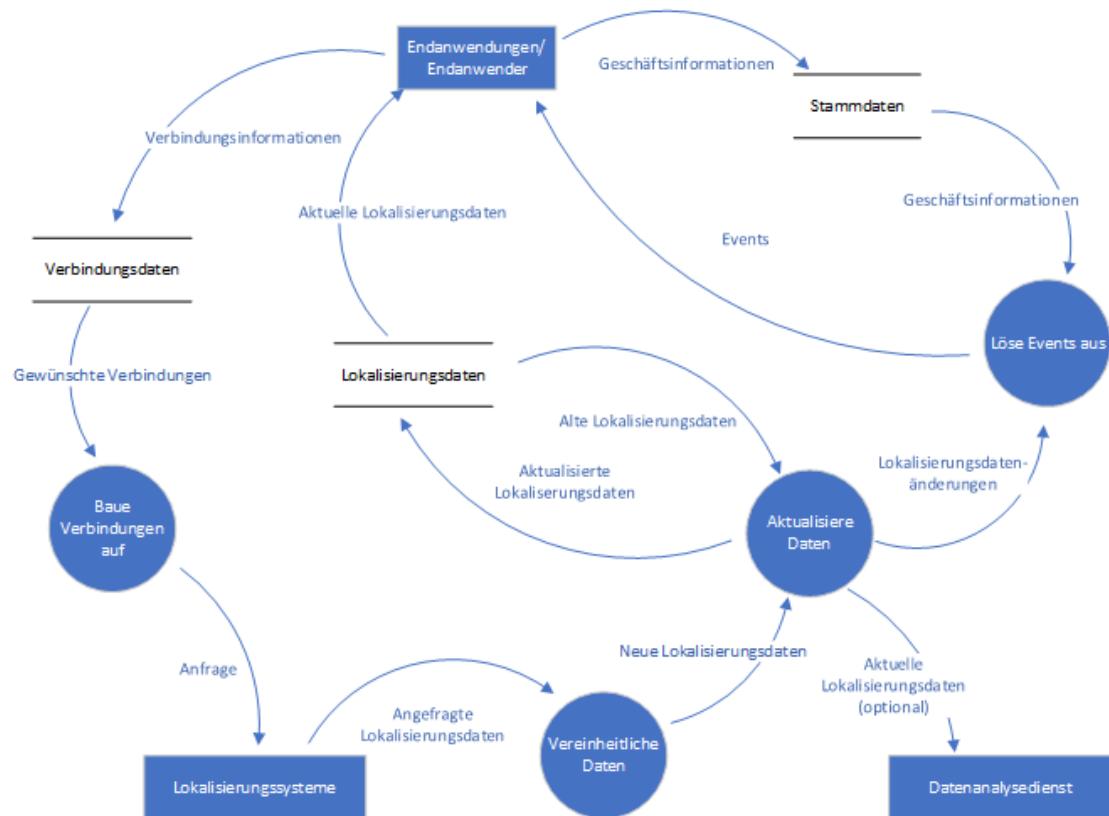 Endanwendungen/
Endanwender
Geschäftsinformationen
Stammdaten
Verbindungsinformationen
Geschäftsinformationen
Aktuelle Lokalisierungsdaten
Events
Verbindungsdaten
Löse Events aus
Gewünschte Verbindungen
Lokalisierungsdaten
Alte Lokalisierungsdaten
Aktualisierte
Lokaliserungsdaten
Lokalisierungsdaten-
änderungen
Baue
Verbindungen
auf
Aktualisiere
Daten
Anfrage
Neue Lokalisierungsdaten
Aktuelle
Lokalisierungsdaten
(optional)
Angefragte
Lokalisierungsdaten
Vereinheitliche
Daten
Lokalisierungssysteme
Datenanalysedienst